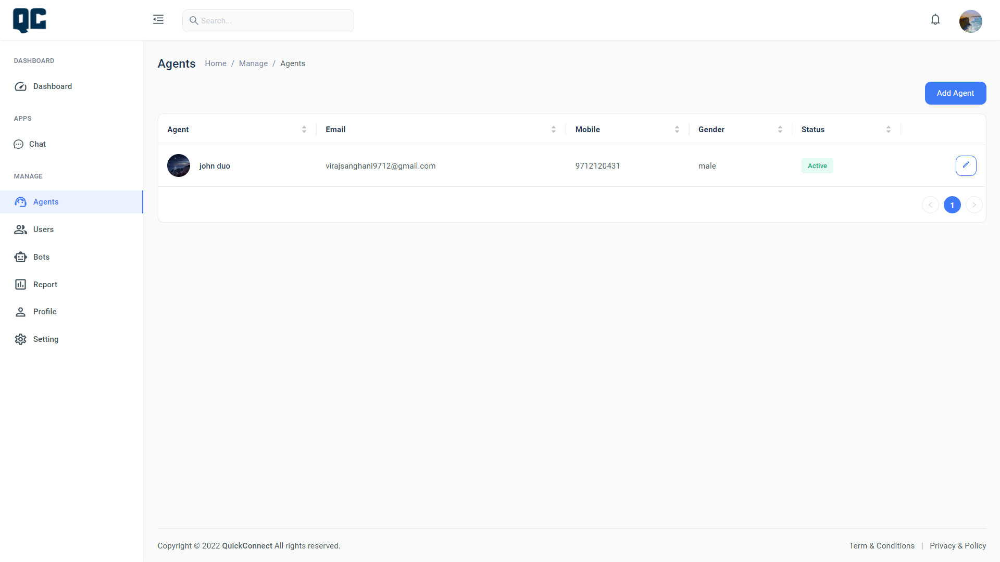 QC
Search...
DASHBOARD
Dashboard
APPS
Chat
MANAGE
Agents
Users
Bots
Report
Profile
Setting
Agents Home / Manage / Agents
Add Agent
Agent Email Mobile Gender Status
john duo virajsanghani9712@gmail.com 9712120431 male Active
< 1 >
Copyright © 2022 QuickConnect All rights reserved.
Term & Conditions | Privacy & Policy